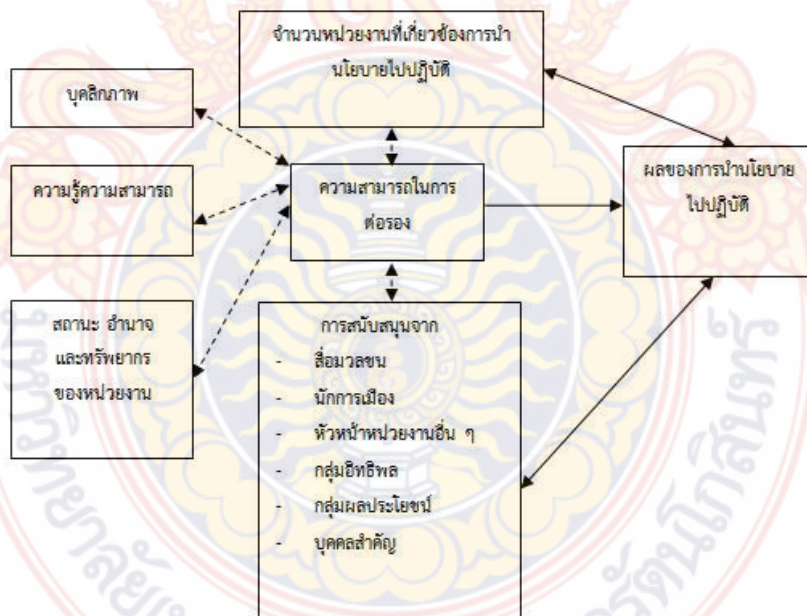 จำนวนหน่วยงานที่เกี่ยวข้องการนำ
นโยบายไปปฏิบัติ
บุคลิกภาพ
ความรู้ความสามารถ
ความสามารถในการ
ต่อรอง
ผลของการนำนโยบาย
ไปปฏิบัติ
สถานะ อำนาจ
และทรัพยากร
ของหน่วยงาน
การสนับสนุนจาก
- สื่อมวลชน
- นักการเมือง
- หัวหน้าหน่วยงานอื่น ๆ
- กลุ่มอิทธิพล
- กลุ่มผลประโยชน์
- บุคคลสำคัญ